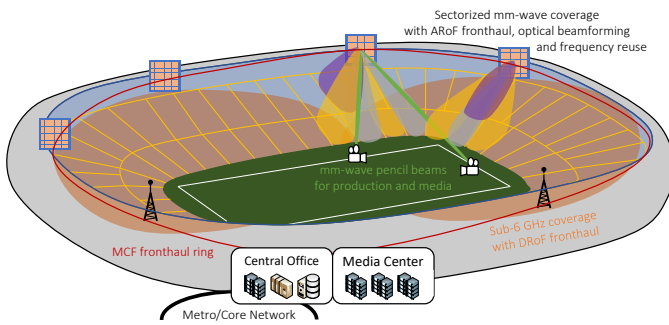 Sectorized mm-wave coverage
with ARoF fronthaul, optical beamforming
and frequency reuse
mm-wave pencil beams
for production and media
Sub-6 GHz coverage
with DRoF fronthaul
MCF fronthaul ring
Central Office
Media Center
Metro/Core Network